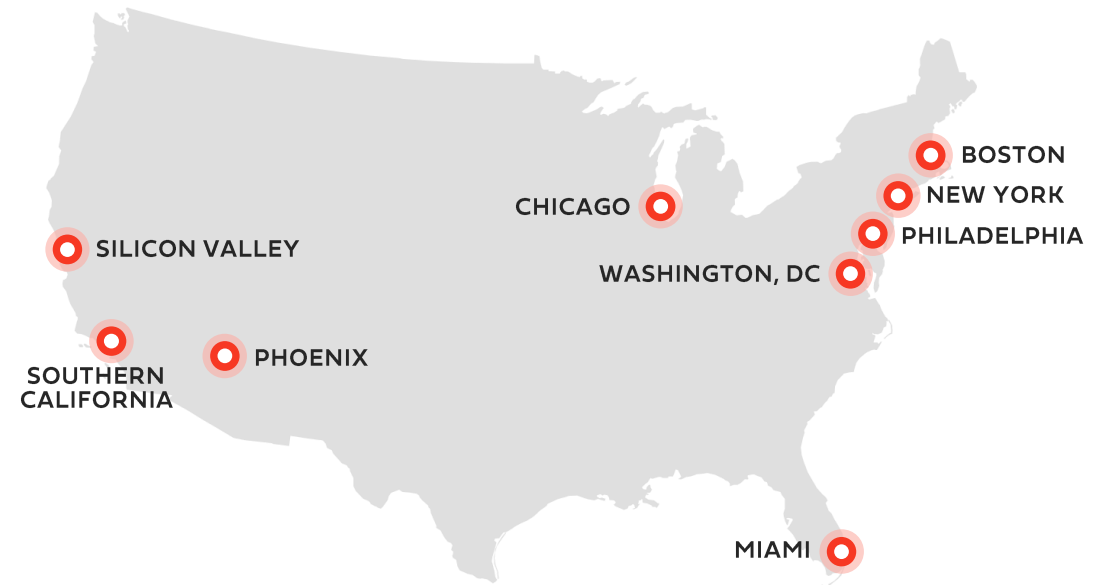 BOSTON
NEW YORK
CHICAGO
PHILADELPHIA
SILICON VALLEY
WASHINGTON, DC
PHOENIX
SOUTHERN
CALIFORNIA
MIAMI